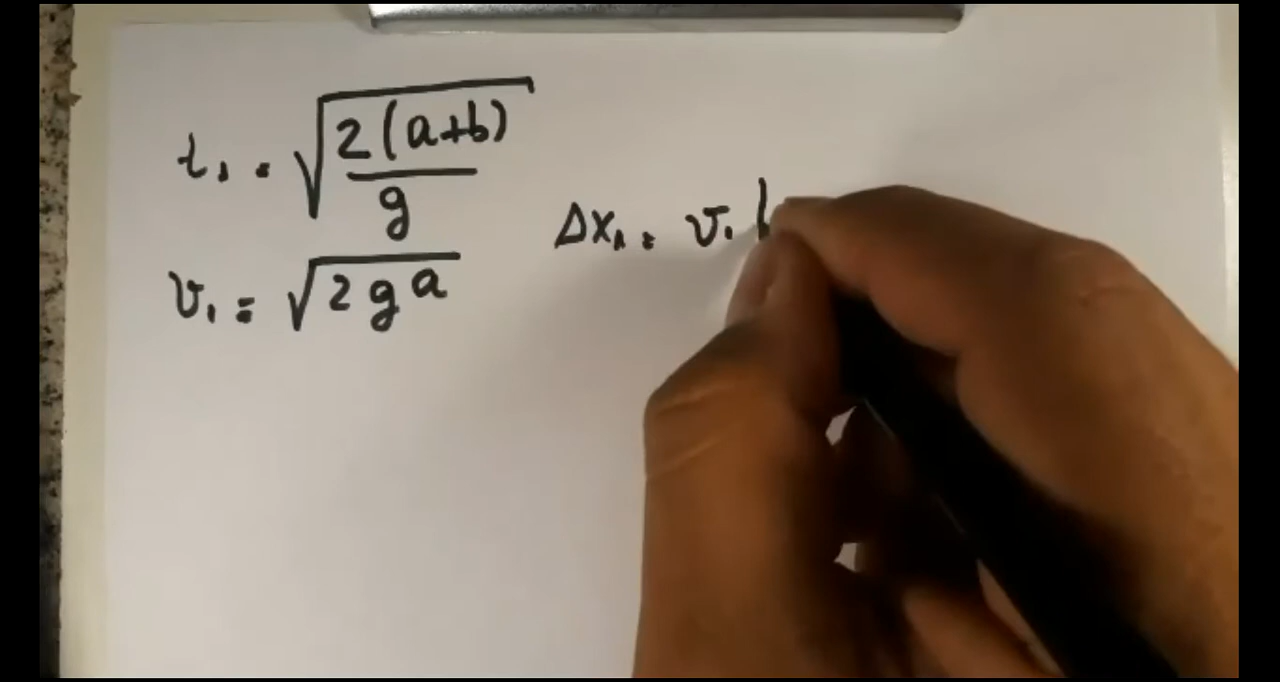 t₁ = √(2(a+b)/g)
v₁ = √(2ga)
Δx₁ = v₁